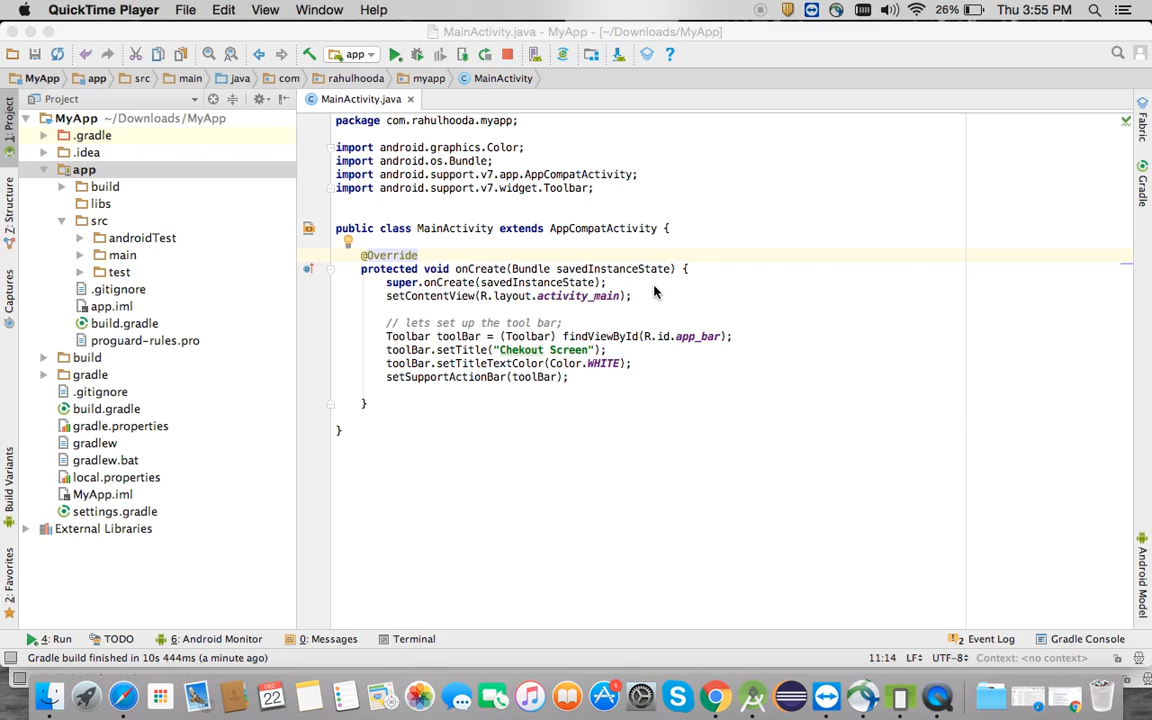 QuickTime Player File Edit View Window Help 26% Thu 3:55 PM
MainActivity.java - MyApp - [~/Downloads/MyApp]
app
MyApp app src main java com rahulhooda myapp MainActivity
Project
MainActivity.java
1: Project
Z: Structure
Captures
Build Variants
2: Favorites
MyApp ~/Downloads/MyApp
.gradle
.idea
app
build
libs
src
androidTest
main
test
.gitignore
app.iml
build.gradle
proguard-rules.pro
build
gradle
.gitignore
build.gradle
gradle.properties
gradlew
gradlew.bat
local.properties
MyApp.iml
settings.gradle
External Libraries
package com.rahulhooda.myapp;
import android.graphics.Color;
import android.os.Bundle;
import android.support.v7.app.AppCompatActivity;
import android.support.v7.widget.Toolbar;
public class MainActivity extends AppCompatActivity {
@Override
protected void onCreate(Bundle savedInstanceState) {
super.onCreate(savedInstanceState);
setContentView(R.layout.activity_main);
// lets set up the tool bar;
Toolbar toolBar = (Toolbar) findViewById(R.id.app_bar);
toolBar.setTitle("Chekout Screen");
toolBar.setTitleTextColor(Color.WHITE);
setSupportActionBar(toolBar);
}
}
Fabric
Gradle
Android Model
4: Run TODO 6: Android Monitor 0: Messages Terminal 2 Event Log Gradle Console
Gradle build finished in 10s 444ms (a minute ago) 11:14 LF÷ UTF-8÷ Context: <no context>
DEC
22
1